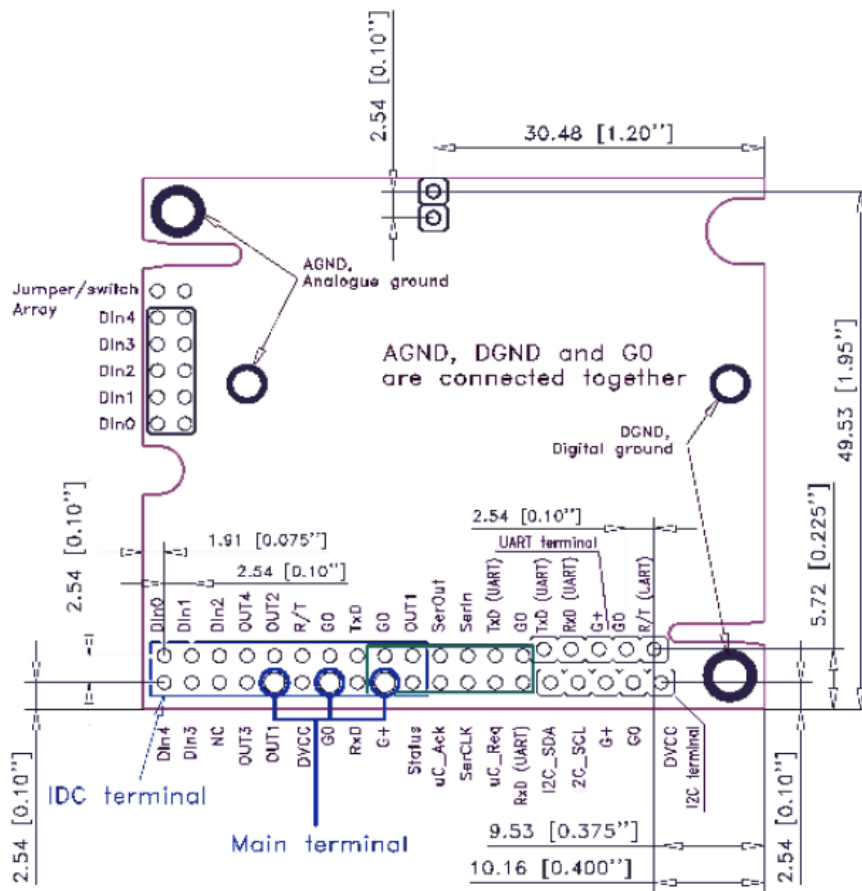 2.54 [0.10'']
30.48 [1.20'']
AGND,
Analogue ground
Jumper/switch
Array
DIn4
DIn3
DIn2
DIn1
DIn0
AGND, DGND and G0
are connected together
49.53 [1.95'']
DGND,
Digital ground
2.54 [0.10'']
1.91 [0.075'']
2.54 [0.10'']
2.54 [0.10'']
UART terminal
5.72 [0.225'']
DIn0
DIn1
DIn2
OUT4
OUT2
R/T
G0
TxD
G0
OUT1
SerOut
SerIn
TxD (UART)
G0
TxD (UART)
RxD (UART)
G+
G0
R/T (UART)
DIn4
DIn3
NC
OUT3
OUT1
DVCC
G0
RxD
G+
Status
uC_Ack
SerCLK
uC_Req
RxD (UART)
I2C_SDA
2C_SCL
G+
G0
DVCC
I2C terminal
IDC terminal
Main terminal
2.54 [0.10'']
9.53 [0.375'']
10.16 [0.400'']
2.54 [0.10'']